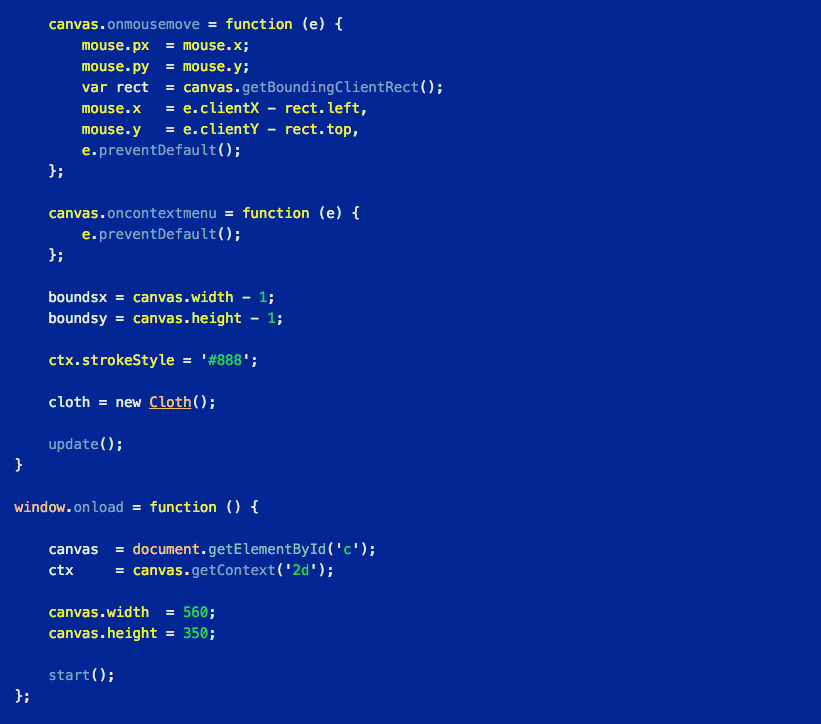 canvas.onmousemove = function (e) {
        mouse.px  = mouse.x;
        mouse.py  = mouse.y;
        var rect  = canvas.getBoundingClientRect();
        mouse.x   = e.clientX - rect.left,
        mouse.y   = e.clientY - rect.top,
        e.preventDefault();
    };

    canvas.oncontextmenu = function (e) {
        e.preventDefault();
    };

    boundsx = canvas.width - 1;
    boundsy = canvas.height - 1;

    ctx.strokeStyle = '#888';

    cloth = new Cloth();

    update();
}

window.onload = function () {

    canvas  = document.getElementById('c');
    ctx     = canvas.getContext('2d');

    canvas.width  = 560;
    canvas.height = 350;

    start();
};